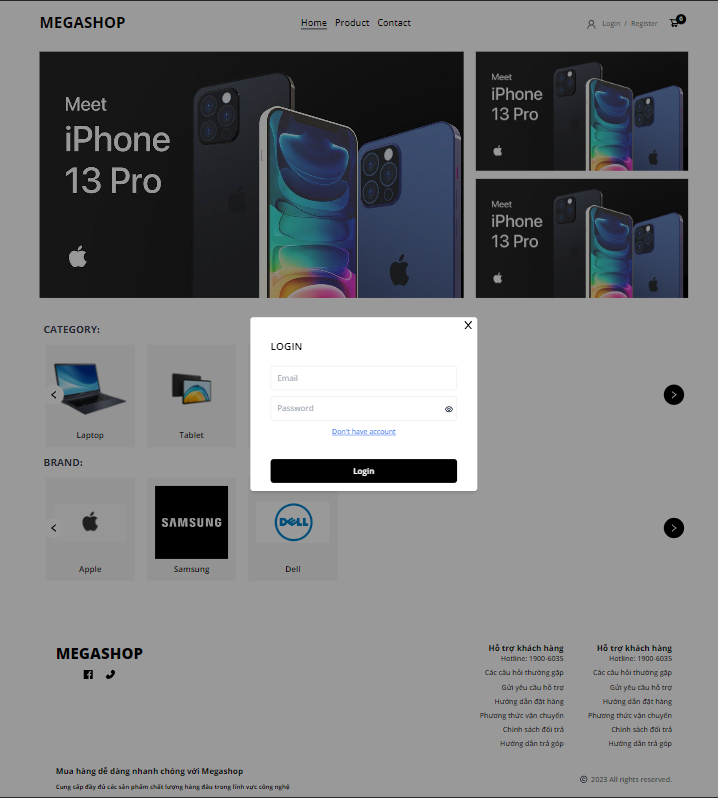 MEGASHOP
Home Product Contact
Login / Register
0
Meet
iPhone
13 Pro
Meet
iPhone
13 Pro
Meet
iPhone
13 Pro
CATEGORY:
Laptop
Tablet
X
LOGIN
Email
Password
Don't have account
Login
BRAND:
Apple
SAMSUNG
Samsung
DELL
Dell
MEGASHOP
Hỗ trợ khách hàng
Hotline: 1900-6035
Các câu hỏi thường gặp
Gửi yêu cầu hỗ trợ
Hướng dẫn đặt hàng
Phương thức vận chuyển
Chính sách đổi trả
Hướng dẫn trả góp
Hỗ trợ khách hàng
Hotline: 1900-6035
Các câu hỏi thường gặp
Gửi yêu cầu hỗ trợ
Hướng dẫn đặt hàng
Phương thức vận chuyển
Chính sách đổi trả
Hướng dẫn trả góp
Mua hàng dễ dàng nhanh chóng với Megashop
Cung cấp đầy đủ các sản phẩm chất lượng hàng đầu trong lĩnh vực công nghệ
© 2023 All rights reserved.